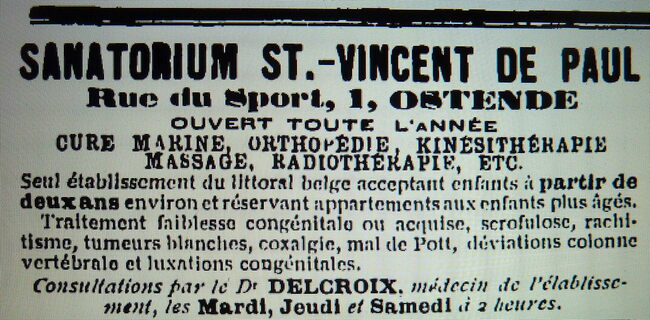 SANATORIUM ST.-VINCENT DE PAUL
Rue du Sport, 1, OSTENDE
OUVERT TOUTE L'ANNÉE
CURE MARINE, ORTHOPÉDIE, KINÉSITHÉRAPIE
MASSAGE, RADIOTHÉRAPIE, ETC.
Seul établissement du littoral belge acceptant enfants à partir de
deux ans environ et réservant appartements aux enfants plus âgés.
Traitement faiblesse congénitale ou acquise, scrofulose, rachi-
tisme, tumeurs blanches, coxalgie, mal de Pott, déviations colonne
vertébrale et luxations congénitales.
Consultations par le Dr DELCROIX, médecin de l'établisse-
ment, les Mardi, Jeudi et Samedi à 2 heures.